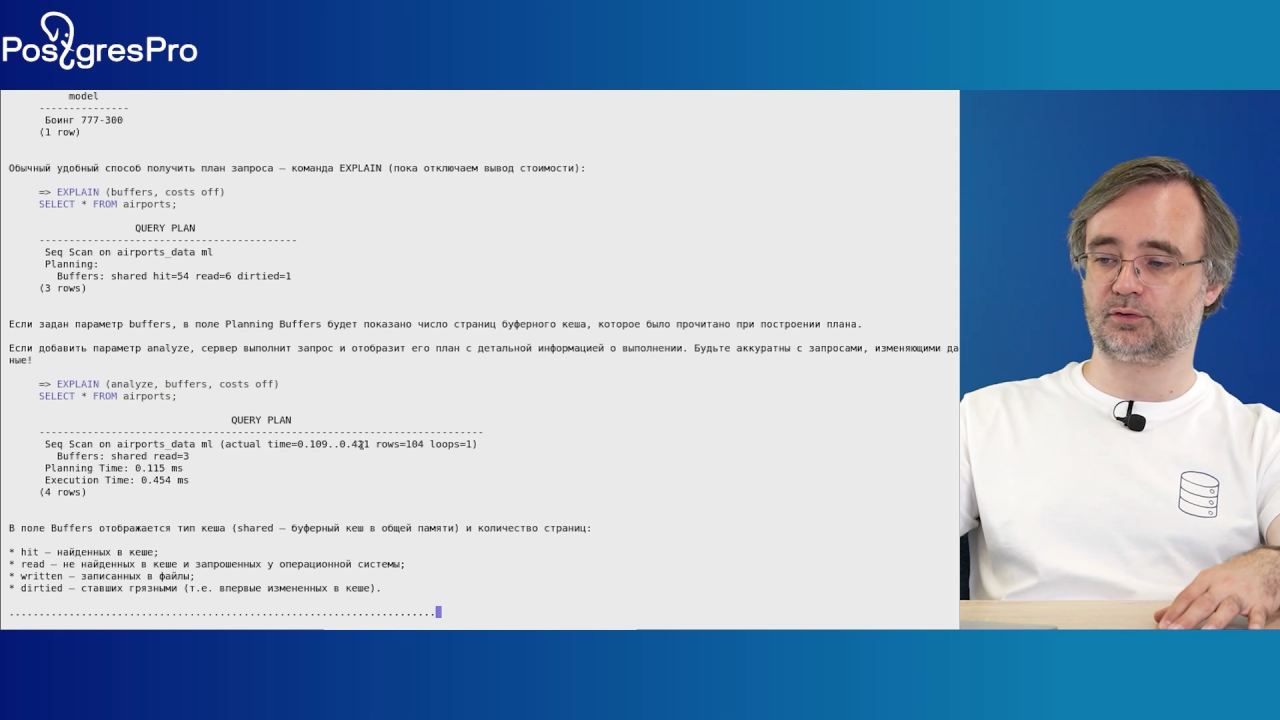 PostgresPro
model
---------------
Боинг 777-300
(1 row)
Обычный удобный способ получить план запроса — команда EXPLAIN (пока отключаем вывод стоимости):
=> EXPLAIN (buffers, costs off)
SELECT * FROM airports;
QUERY PLAN
-------------------------------------------
Seq Scan on airports_data ml
Planning:
Buffers: shared hit=54 read=6 dirtied=1
(3 rows)
Если задан параметр buffers, в поле Planning Buffers будет показано число страниц буферного кеша, которое было прочитано при построении плана.
Если добавить параметр analyze, сервер выполнит запрос и отобразит его план с детальной информацией о выполнении. Будьте аккуратны с запросами, изменяющими да
ные!
=> EXPLAIN (analyze, buffers, costs off)
SELECT * FROM airports;
QUERY PLAN
--------------------------------------------------------------------------
Seq Scan on airports_data ml (actual time=0.109..0.421 rows=104 loops=1)
Buffers: shared read=3
Planning Time: 0.115 ms
Execution Time: 0.454 ms
(4 rows)
В поле Buffers отображается тип кеша (shared — буферный кеш в общей памяти) и количество страниц:
* hit — найденных в кеше;
* read — не найденных в кеше и запрошенных у операционной системы;
* written — записанных в файлы;
* dirtied — ставших грязными (т.е. впервые измененных в кеше).
.......................................................................